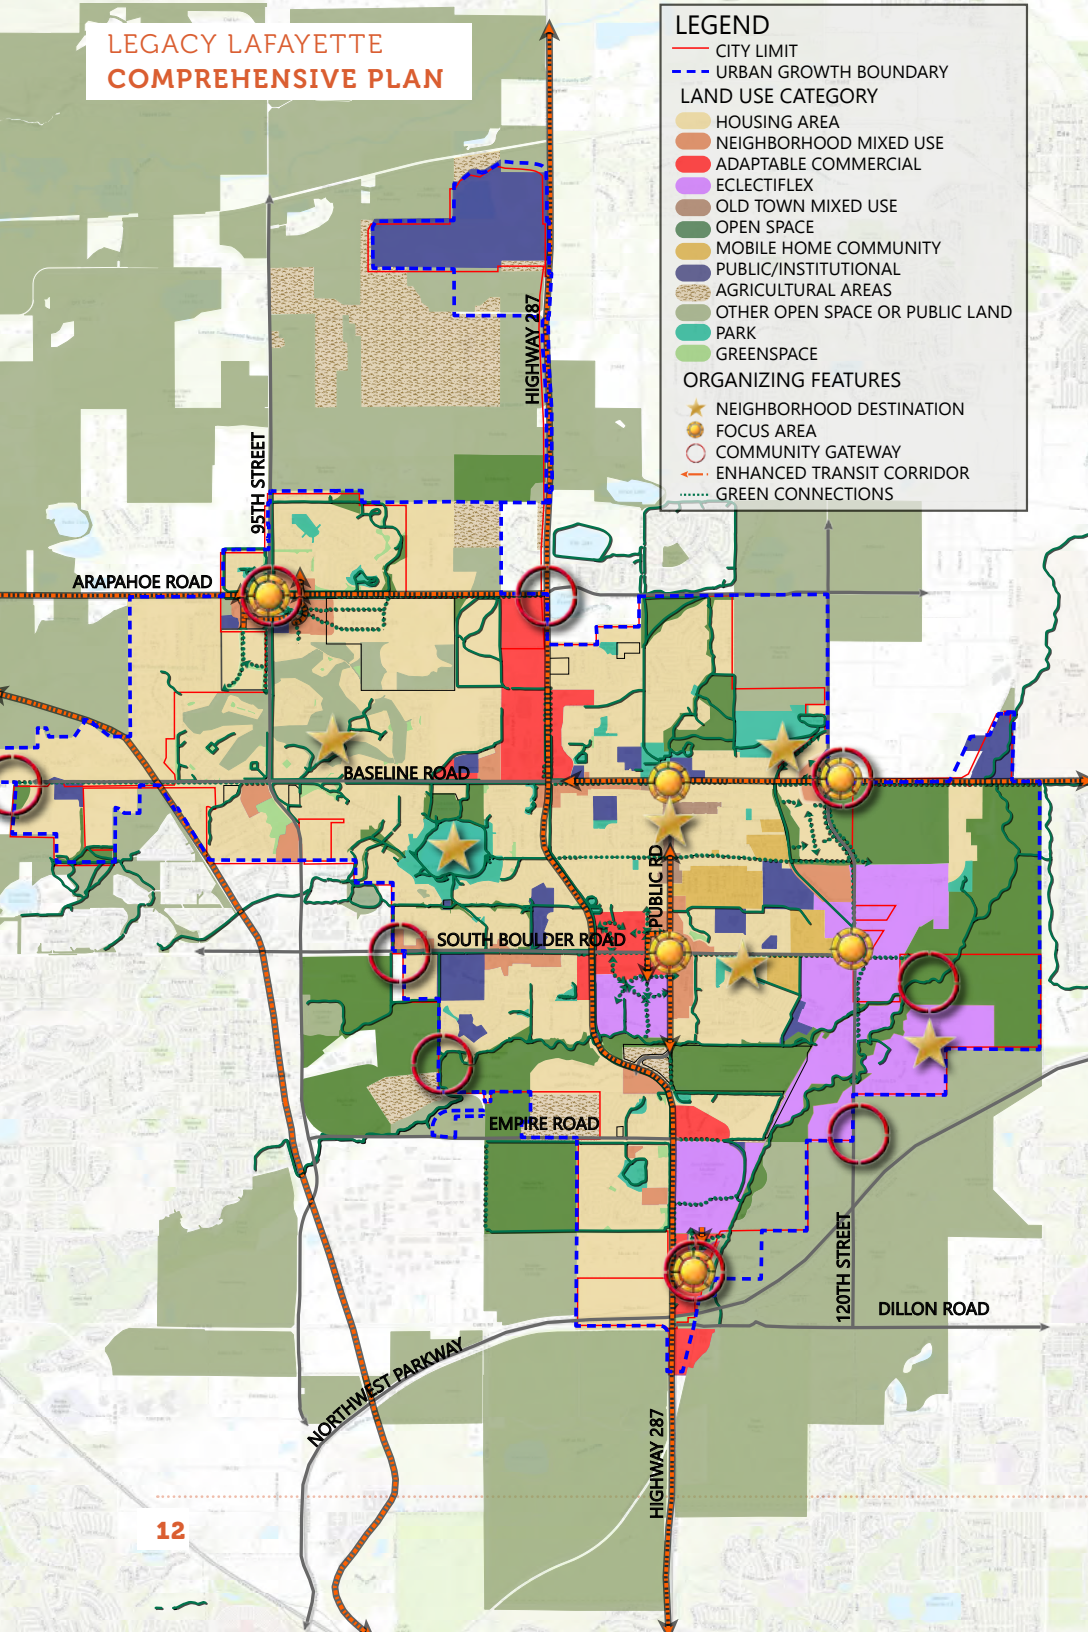 LEGACY LAFAYETTE
COMPREHENSIVE PLAN
LEGEND
CITY LIMIT
URBAN GROWTH BOUNDARY
LAND USE CATEGORY
HOUSING AREA
NEIGHBORHOOD MIXED USE
ADAPTABLE COMMERCIAL
ECLECTIFLEX
OLD TOWN MIXED USE
OPEN SPACE
MOBILE HOME COMMUNITY
PUBLIC/INSTITUTIONAL
AGRICULTURAL AREAS
OTHER OPEN SPACE OR PUBLIC LAND
PARK
GREENSPACE
ORGANIZING FEATURES
NEIGHBORHOOD DESTINATION
FOCUS AREA
COMMUNITY GATEWAY
ENHANCED TRANSIT CORRIDOR
GREEN CONNECTIONS
HIGHWAY 287
95TH STREET
ARAPAHOE ROAD
BASELINE ROAD
PUBLIC RD
SOUTH BOULDER ROAD
EMPIRE ROAD
120TH STREET
DILLON ROAD
NORTHWEST PARKWAY
HIGHWAY 287
12